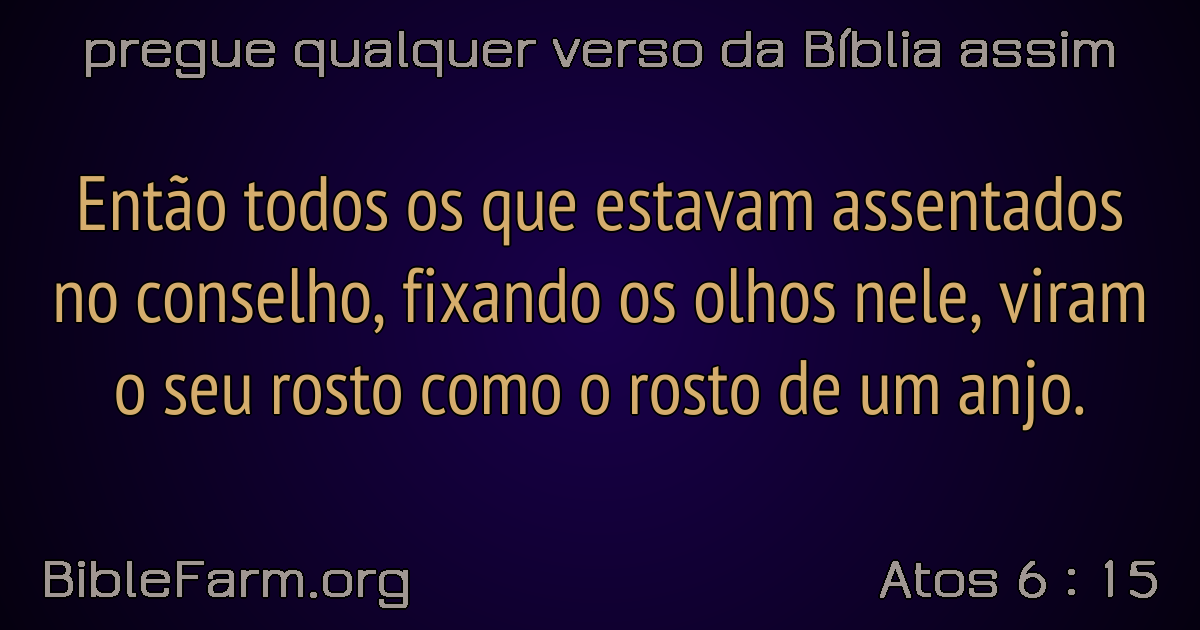 pregue qualquer verso da Bíblia assim
Então todos os que estavam assentados
no conselho, fixando os olhos nele, viram
o seu rosto como o rosto de um anjo.
BibleFarm.org
Atos 6 : 15